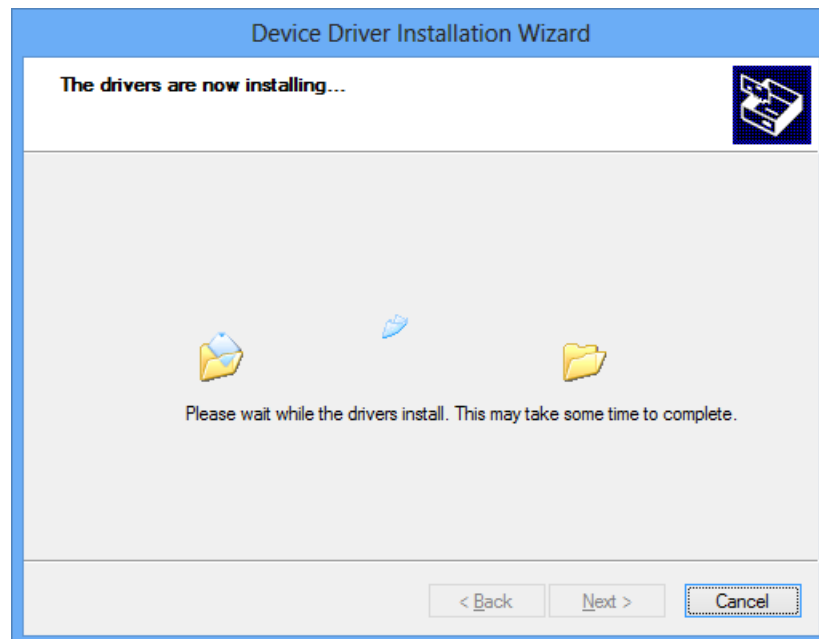 Device Driver Installation Wizard
The drivers are now installing...
Please wait while the drivers install. This may take some time to complete.
< Back
Next >
Cancel